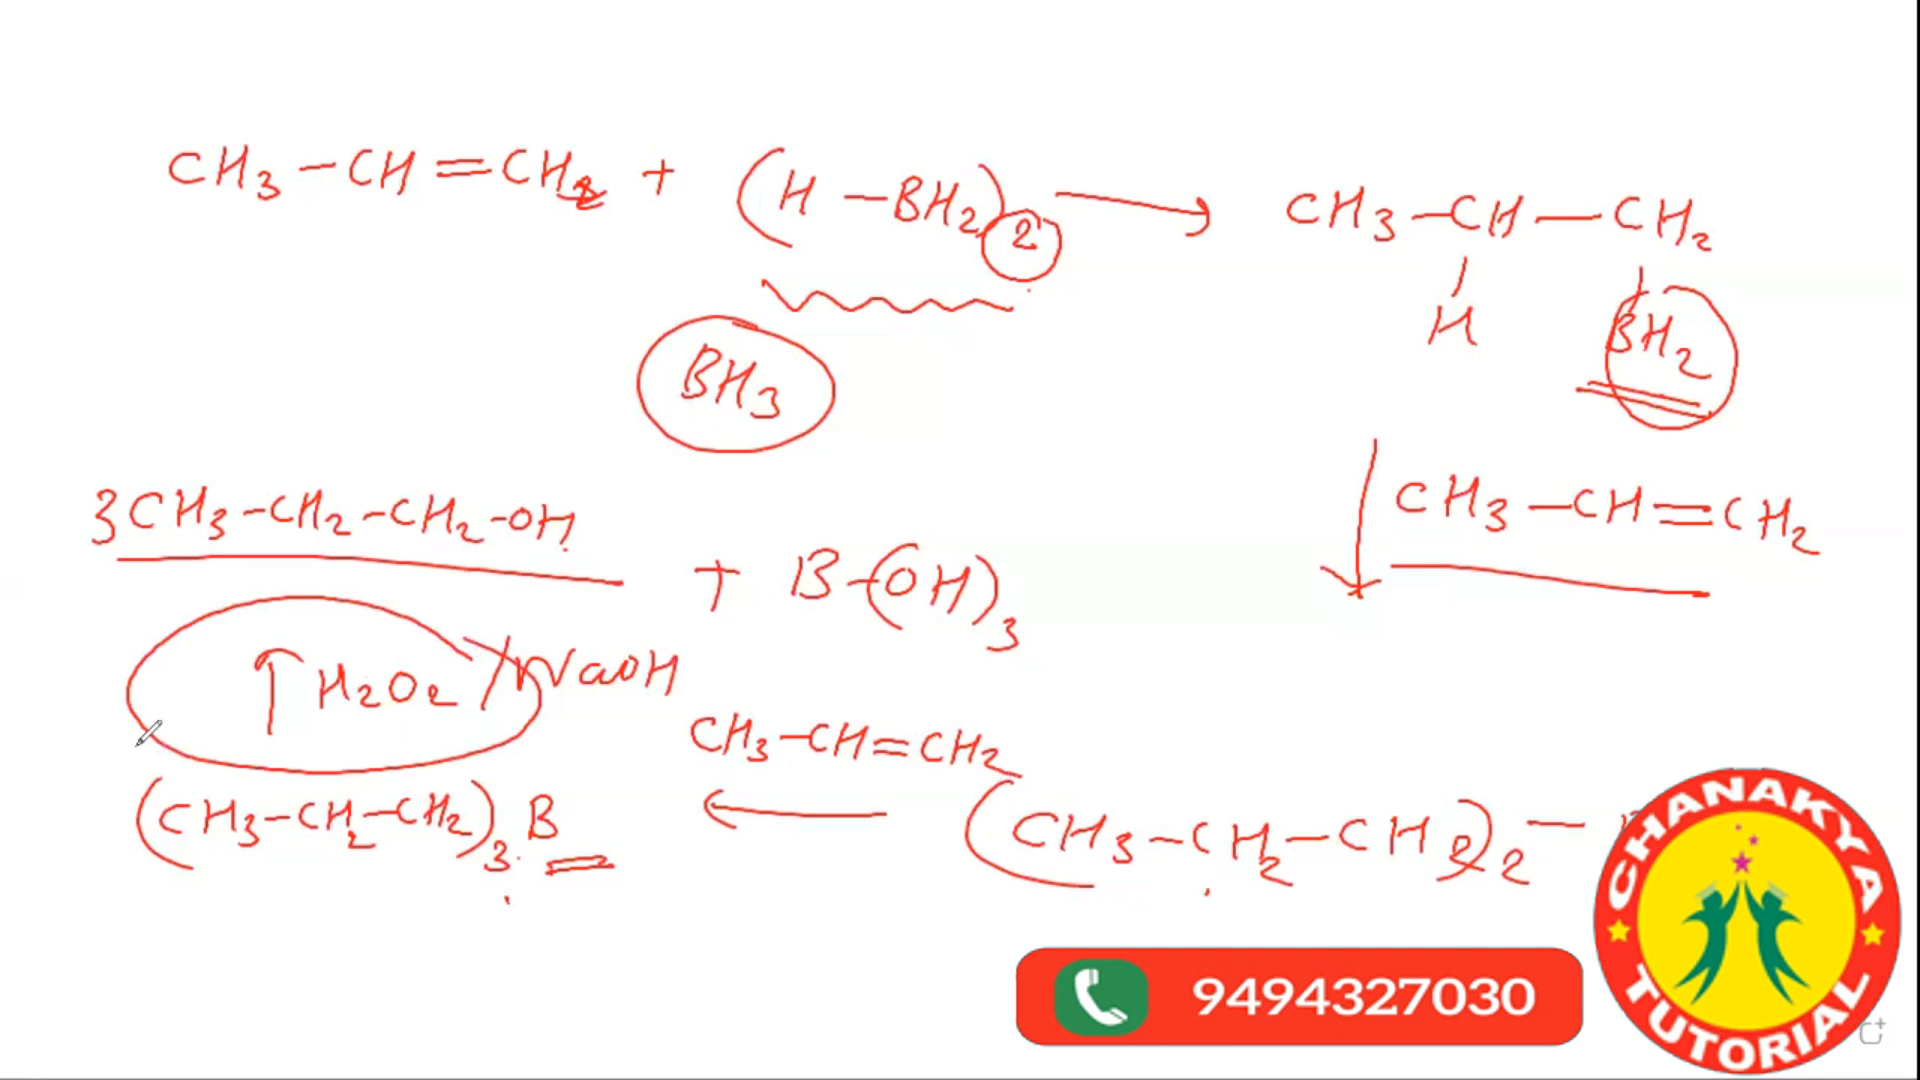 CH3-CH=CH2 + (H-BH2)2 → CH3-CH-CH2
H BH2
BH3
CH3-CH=CH2
3CH3-CH2-CH2-OH
+ B-(OH)3
↑ H2O2/NaOH
CH3-CH=CH2
(CH3-CH2-CH2)3 B ← (CH3-CH2-CH2)2-
CHANAKYA
TUTORIAL
9494327030